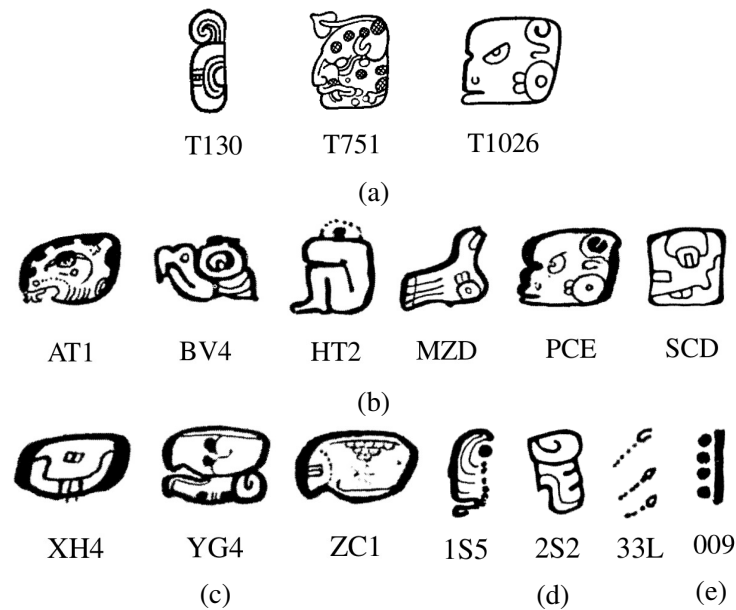 T130 T751 T1026
(a)
AT1 BV4 HT2 MZD PCE SCD
(b)
XH4 YG4 ZC1 1S5 2S2 33L 009
(c) (d) (e)